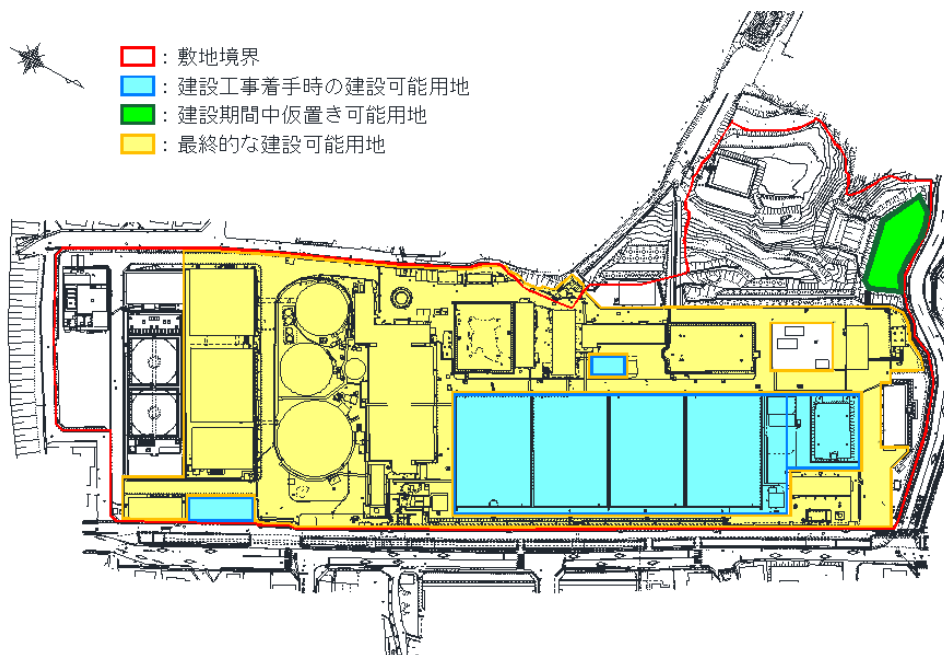 : 敷地境界
: 建設工事着手時の建設可能用地
: 建設期間中仮置き可能用地
: 最終的な建設可能用地